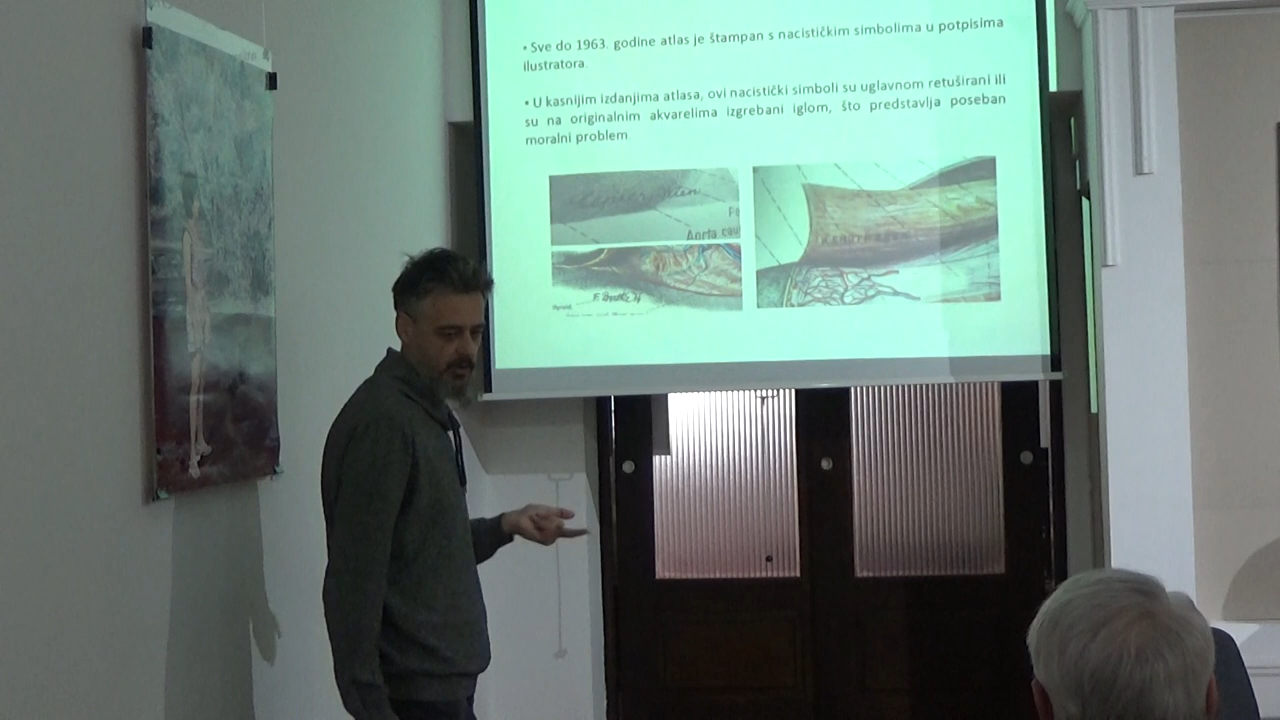 • Sve do 1963. godine atlas je štampan s nacističkim simbolima u potpisima
ilustratora.
• U kasnijim izdanjima atlasa, ovi nacistički simboli su uglavnom retuširani ili
su na originalnim akvarelima izgrebani iglom, što predstavlja poseban
moralni problem
Aorta cav